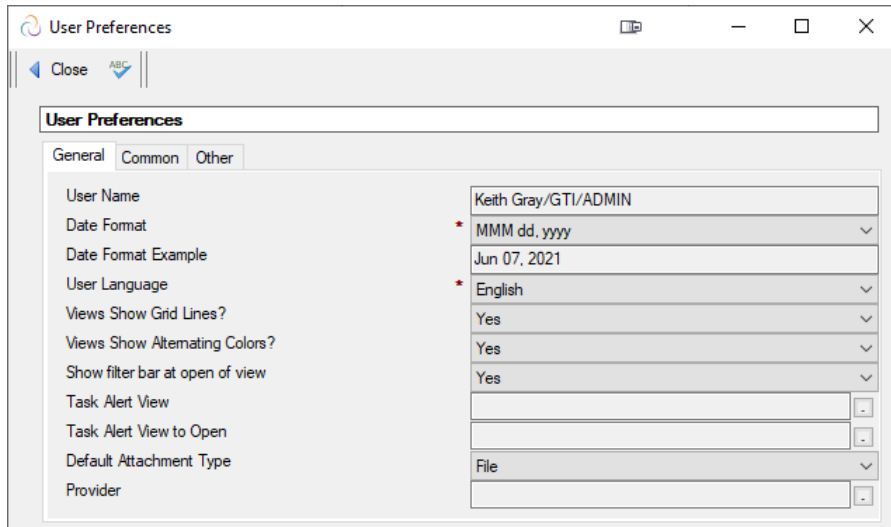 User Preferences
Close ABC
User Preferences
General Common Other
User Name Keith Gray/GTI/ADMIN
Date Format * MMM dd, yyyy
Date Format Example Jun 07, 2021
User Language * English
Views Show Grid Lines? Yes
Views Show Alternating Colors? Yes
Show filter bar at open of view Yes
Task Alert View
Task Alert View to Open
Default Attachment Type File
Provider